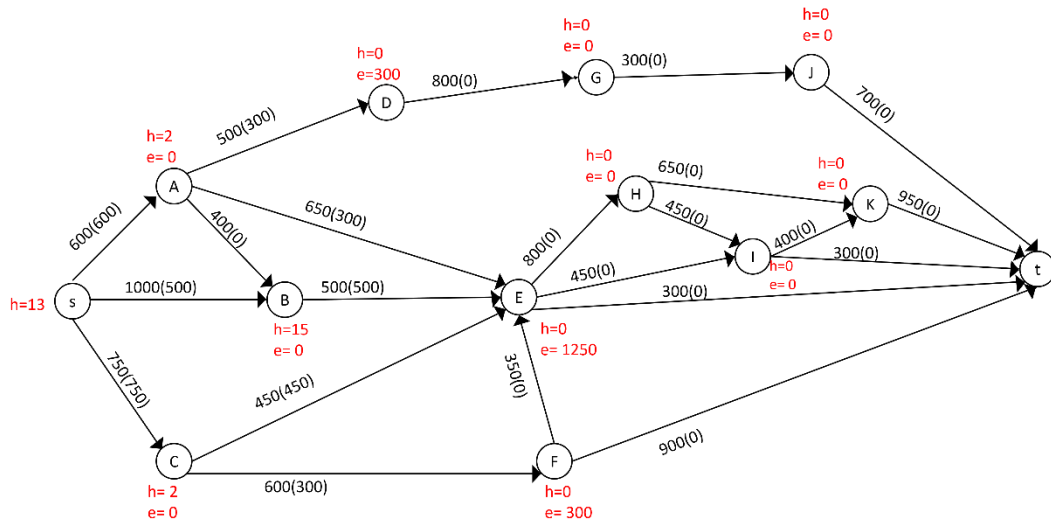 h=0
e= 0
h=0
e= 0
300(0)
J
h=0
e=300
800(0)
G
D
700(0)
500(300)
h=2
e= 0
A
h=0
e= 0
650(0)
h=0
e= 0
H
K
950(0)
650(300)
450(0)
600(600)
400(0)
800(0)
400(0)
I
300(0)
h=0
e= 0
t
h=13
s
1000(500)
B
500(500)
E
450(0)
300(0)
h=15
e= 0
h=0
e= 1250
750(750)
450(450)
350(0)
900(0)
C
600(300)
F
h= 2
e= 0
h=0
e= 300